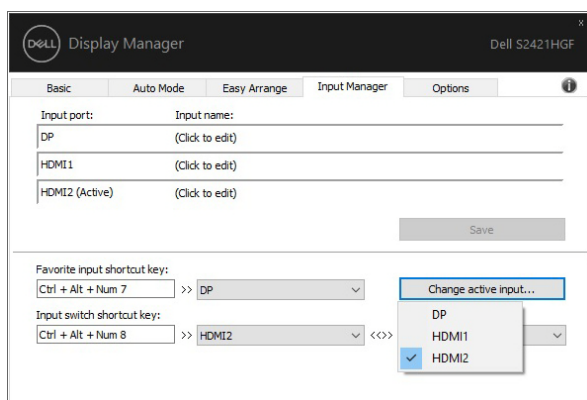 DELL Display Manager Dell S2421HGF
x
Basic Auto Mode Easy Arrange Input Manager Options i
Input port: Input name:
DP (Click to edit)
HDMI1 (Click to edit)
HDMI2 (Active) (Click to edit)
Save
Favorite input shortcut key:
Ctrl + Alt + Num 7 >> DP Change active input...
DP
Input switch shortcut key:
HDMI1
Ctrl + Alt + Num 8 >> HDMI2 <<>>
HDMI2